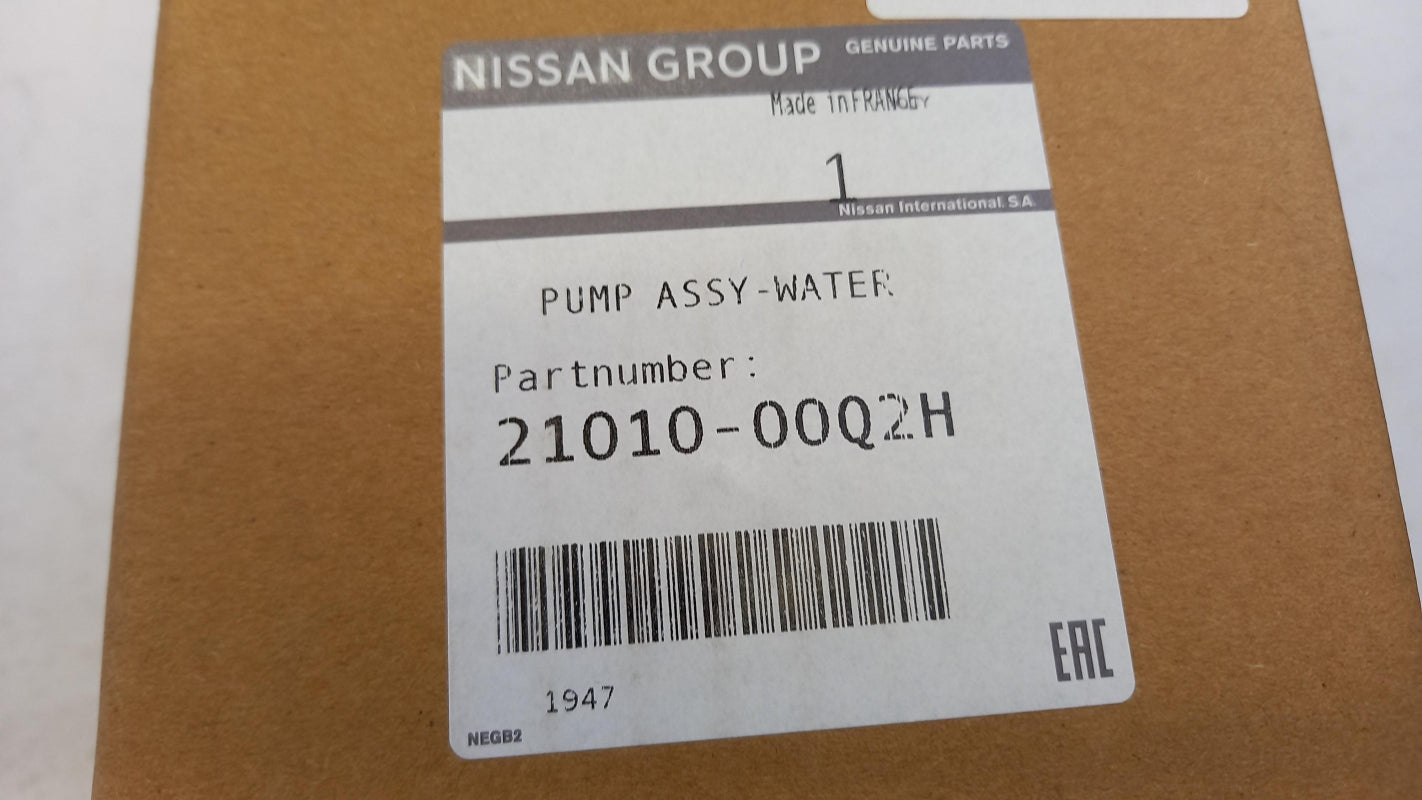 NISSAN GROUP GENUINE PARTS
Made in FRANCE
1
Nissan International. S.A.
PUMP ASSY-WATER
Partnumber:
21010-00Q2H
1947
EAC
NEGB2